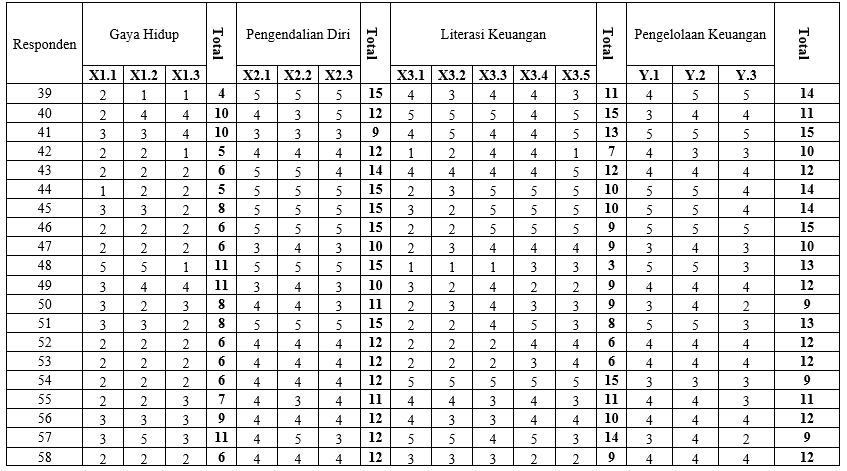 Responden Gaya Hidup Total Pengendalian Diri Total Literasi Keuangan Total Pengelolaan Keuangan Total
X1.1 X1.2 X1.3 X2.1 X2.2 X2.3 X3.1 X3.2 X3.3 X3.4 X3.5 Y.1 Y.2 Y.3
39 2 1 1 4 5 5 5 15 4 3 4 4 3 11 4 5 5 14
40 2 4 4 10 4 3 5 12 5 5 5 4 5 15 3 4 4 11
41 3 3 4 10 3 3 3 9 4 5 4 4 5 13 5 5 5 15
42 2 2 1 5 4 4 4 12 1 2 4 4 1 7 4 3 3 10
43 2 2 2 6 5 5 4 14 4 4 4 4 5 12 4 4 4 12
44 1 2 2 5 5 5 5 15 2 3 5 5 5 10 5 5 4 14
45 3 3 2 8 5 5 5 15 3 2 5 5 5 10 5 5 4 14
46 2 2 2 6 5 5 5 15 2 2 5 5 5 9 5 5 5 15
47 2 2 2 6 3 4 3 10 2 3 4 4 4 9 3 4 3 10
48 5 5 1 11 5 5 5 15 1 1 1 3 3 3 5 5 3 13
49 3 4 4 11 3 4 3 10 3 2 4 2 2 9 4 4 4 12
50 3 2 3 8 4 4 3 11 2 3 4 3 3 9 3 4 2 9
51 3 3 2 8 5 5 5 15 2 2 4 5 3 8 5 5 3 13
52 2 2 2 6 4 4 4 12 2 2 2 4 4 6 4 4 4 12
53 2 2 2 6 4 4 4 12 2 2 2 3 4 6 4 4 4 12
54 2 2 2 6 4 4 4 12 5 5 5 5 5 15 3 3 3 9
55 2 2 3 7 4 3 4 11 4 4 3 4 3 11 4 4 3 11
56 3 3 3 9 4 4 4 12 4 3 3 4 4 10 4 4 4 12
57 3 5 3 11 4 5 3 12 5 5 4 5 3 14 3 4 2 9
58 2 2 2 6 4 4 4 12 3 3 3 2 2 9 4 4 4 12